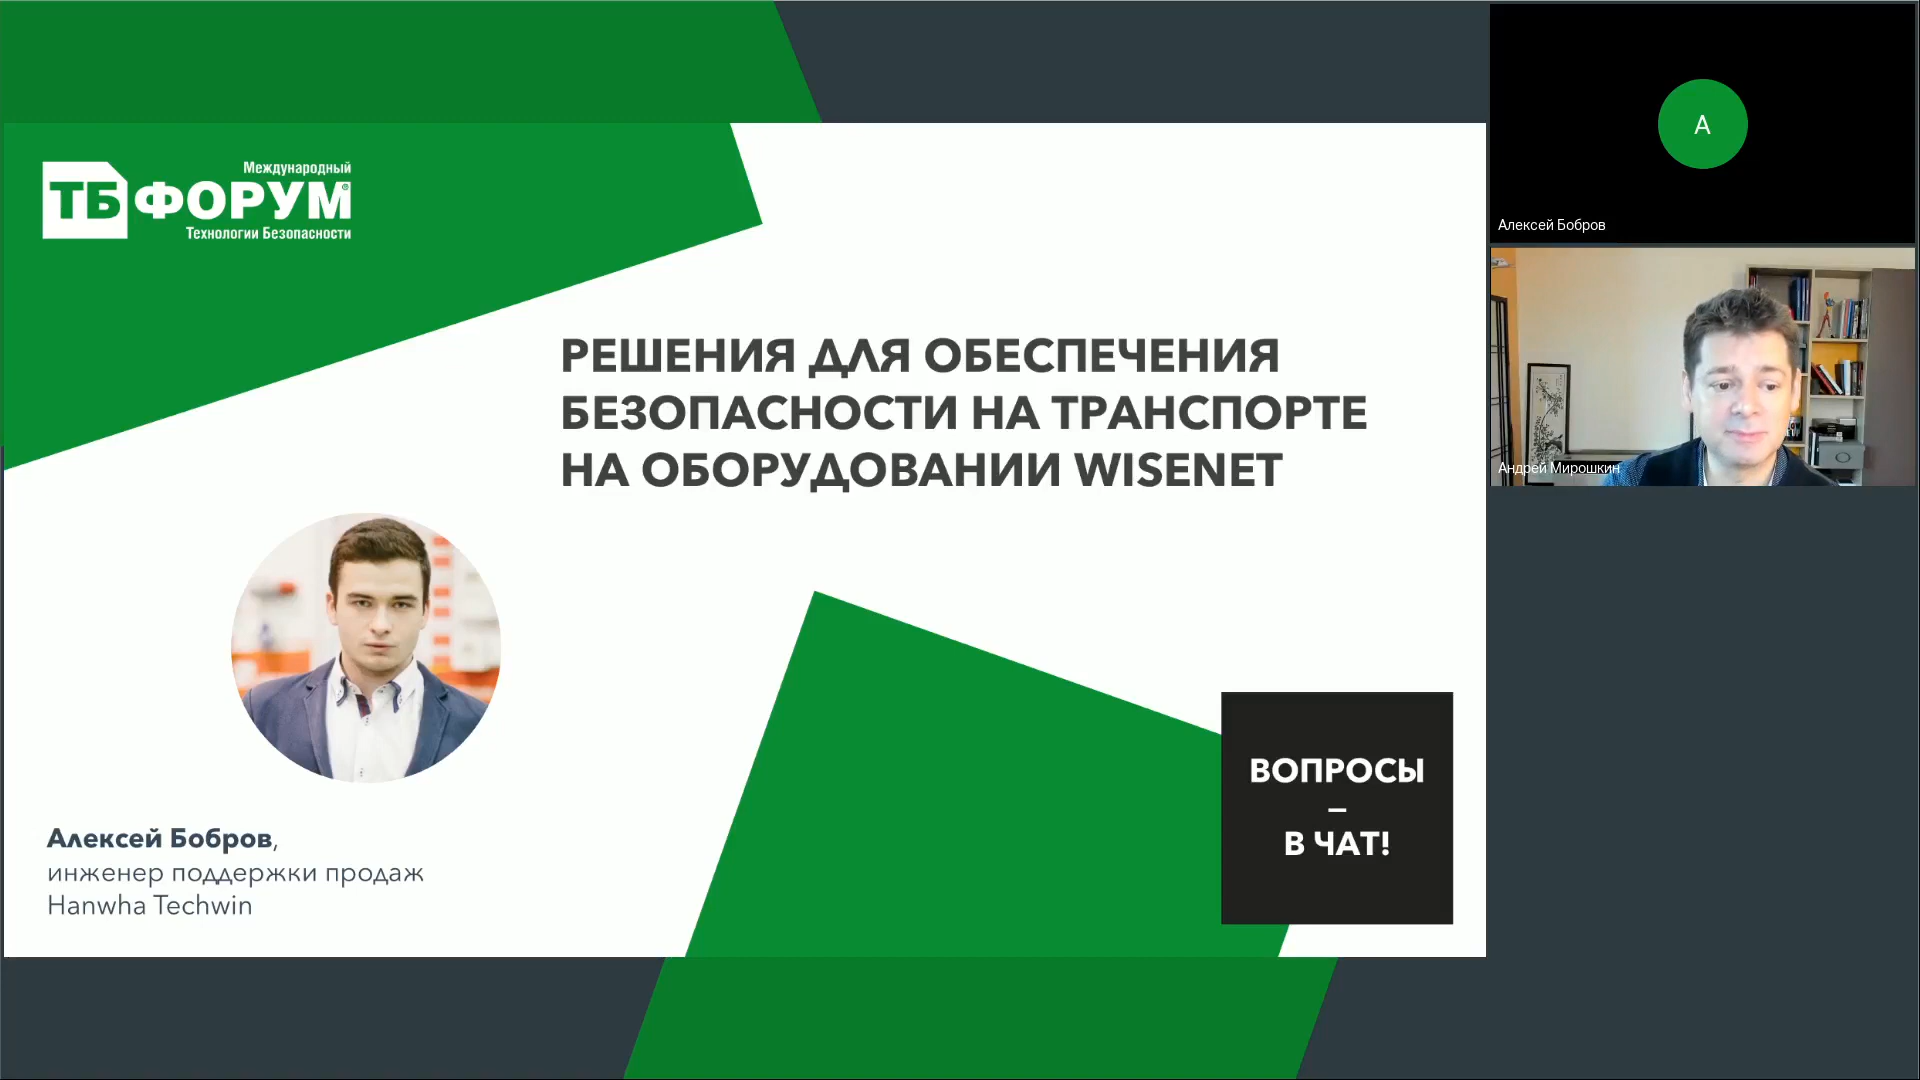 Международный
ТБ ФОРУМ®
Технологии Безопасности
РЕШЕНИЯ ДЛЯ ОБЕСПЕЧЕНИЯ
БЕЗОПАСНОСТИ НА ТРАНСПОРТЕ
НА ОБОРУДОВАНИИ WISENET
Алексей Бобров,
инженер поддержки продаж
Hanwha Techwin
ВОПРОСЫ
–
В ЧАТ!
А
Алексей Бобров
Андрей Мирошкин